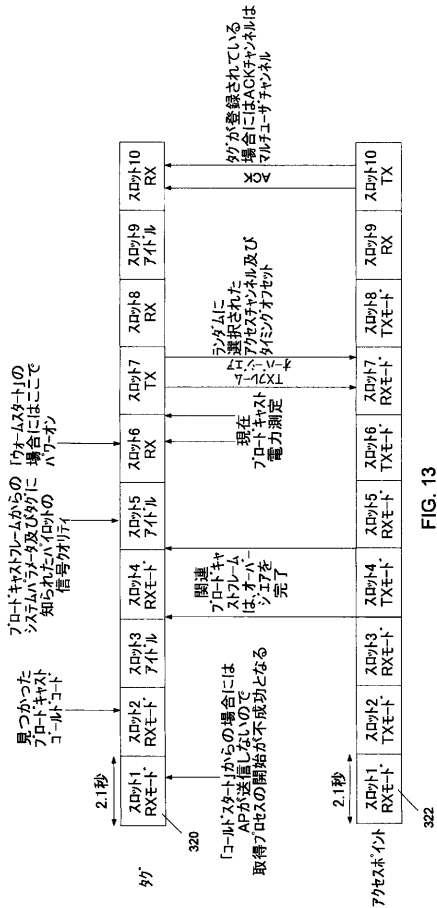 見つかった
ブロードキャスト
ゴールドコード
ブロードキャストフレームからの
システムパラメータ及びタグに
知られたパイロットの
信号クオリティ
「ウォームスタート」の
場合にはここで
パワーオン
2.1秒
タグ
スロット1
RXモード
スロット2
RXモード
スロット3
アイドル
スロット4
RXモード
スロット5
アイドル
スロット6
RX
スロット7
TX
スロット8
RX
スロット9
アイドル
スロット10
RX
320
「コールドスタート」からの場合には
APが送信しないので
取得プロセスの開始が不成功となる
関連
ブロードキャ
ストフレーム
は、オーバー
ジエアを
完了
現在
ブロードキャスト
電力測定
TXフレーム
オーバージエア
ランダムに
選択された
アクセスチャンネル及び
タイミングオフセット
ACK
タグが登録されている
場合にはACKチャンネルは
マルチユーザチャンネル
2.1秒
アクセスポイント
スロット1
RXモード
スロット2
TXモード
スロット3
RXモード
スロット4
TXモード
スロット5
RXモード
スロット6
TXモード
スロット7
RXモード
スロット8
TXモード
スロット9
RX
スロット10
TX
322
FIG. 13